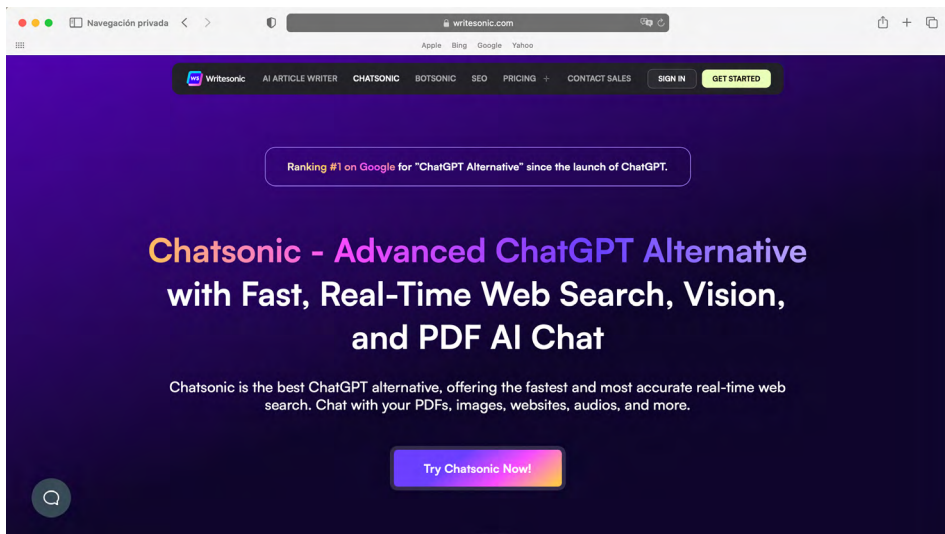 Navegación privada
writesonic.com
Apple Bing Google Yahoo
WS Writesonic AI ARTICLE WRITER CHATSONIC BOTSONIC SEO PRICING + CONTACT SALES SIGN IN GET STARTED
Ranking #1 on Google for "ChatGPT Alternative" since the launch of ChatGPT.
Chatsonic - Advanced ChatGPT Alternative
with Fast, Real-Time Web Search, Vision,
and PDF AI Chat
Chatsonic is the best ChatGPT alternative, offering the fastest and most accurate real-time web
search. Chat with your PDFs, images, websites, audios, and more.
Try Chatsonic Now!